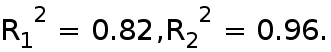 R₁² = 0.82,R₂² = 0.96.